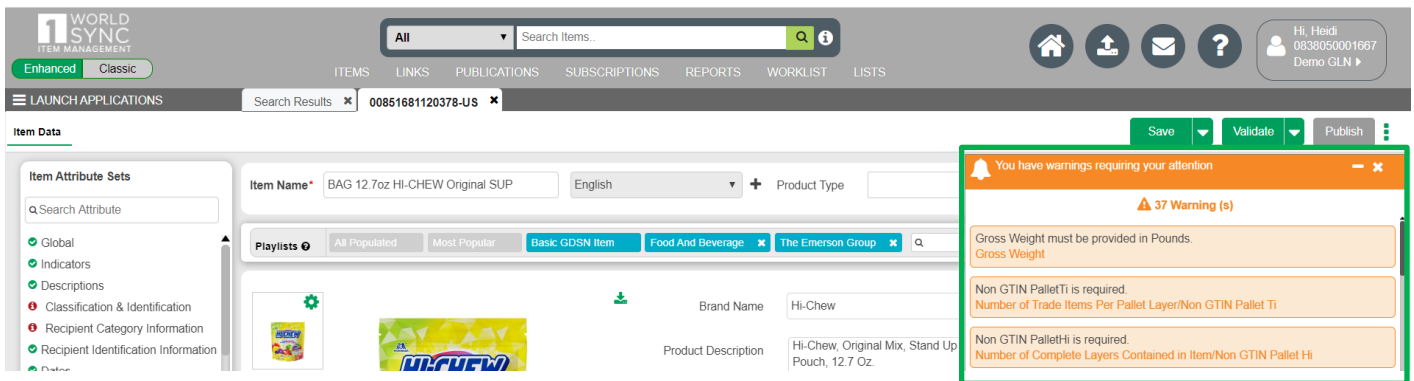 1 WORLD
SYNC
ITEM MANAGEMENT
Enhanced Classic
All Search Items..
ITEMS LINKS PUBLICATIONS SUBSCRIPTIONS REPORTS WORKLIST LISTS
Hi, Heidi
0838050001667
Demo GLN
LAUNCH APPLICATIONS
Search Results 00851681120378-US
Item Data
Save Validate Publish
Item Attribute Sets
Search Attribute
Global
Indicators
Descriptions
Classification & Identification
Recipient Category Information
Recipient Identification Information
Dates
Item Name* BAG 12.7oz HI-CHEW Original SUP English Product Type
Playlists All Populated Most Popular Basic GDSN Item Food And Beverage The Emerson Group
HI-CHEW
HI-CHEW
Brand Name Hi-Chew
Product Description Hi-Chew, Original Mix, Stand Up
Pouch, 12.7 Oz.
You have warnings requiring your attention
37 Warning (s)
Gross Weight must be provided in Pounds.
Gross Weight
Non GTIN PalletTi is required.
Number of Trade Items Per Pallet Layer/Non GTIN Pallet Ti
Non GTIN PalletHi is required.
Number of Complete Layers Contained in Item/Non GTIN Pallet Hi